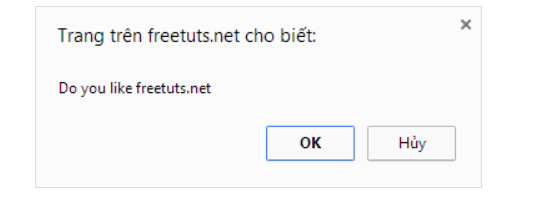 Trang trên freetuts.net cho biết:
Do you like freetuts.net
OK Hủy